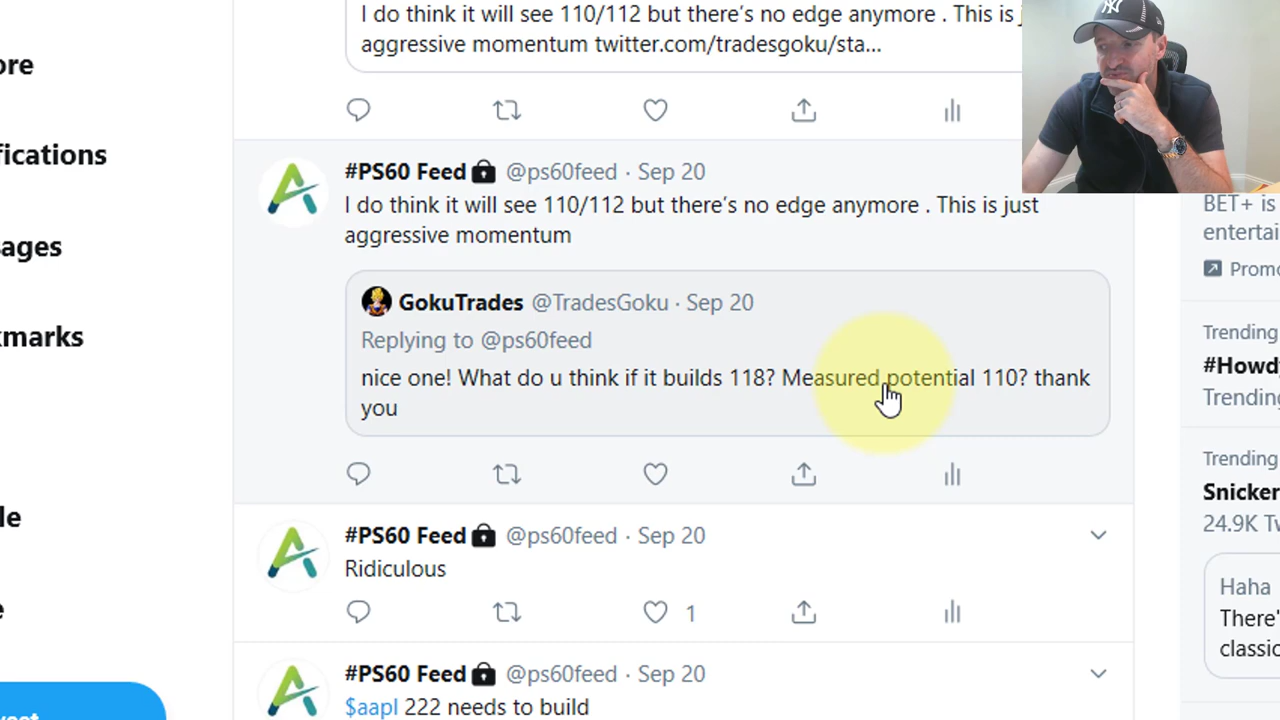 I do think it will see 110/112 but there's no edge anymore . This is j
aggressive momentum twitter.com/tradesgoku/sta...
ore
fications
sages
kmarks
le
e
#PS60 Feed @ps60feed · Sep 20
I do think it will see 110/112 but there's no edge anymore . This is just
aggressive momentum
GokuTrades @TradesGoku · Sep 20
Replying to @ps60feed
nice one! What do u think if it builds 118? Measured potential 110? thank
you
#PS60 Feed @ps60feed · Sep 20
Ridiculous
1
#PS60 Feed @ps60feed · Sep 20
$aapl 222 needs to build
BET+ is
enterta
Promo
Trending
#Howdy
Trending
Trending
Snicker
24.9K Tw
Haha
There'
classic